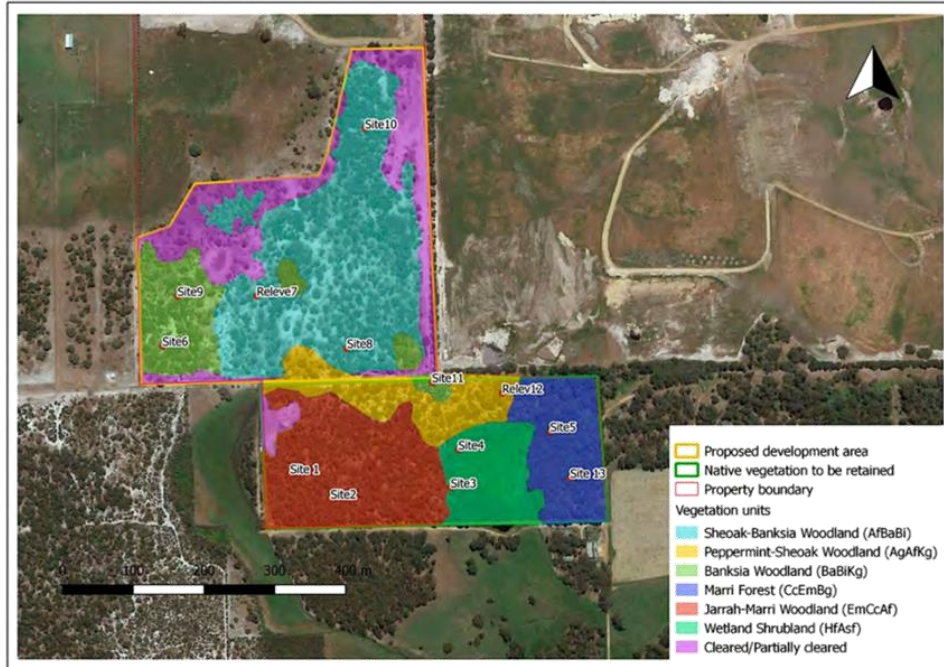 Site10
Site9
Releve7
Site6
Site8
Site11
Relev12
Site5
Site4
Site 1
Site 13
Site2
Site3
0 100 200 300 400 m
Proposed development area
Native vegetation to be retained
Property boundary
Vegetation units
Sheoak-Banksia Woodland (AfBaBi)
Peppermint-Sheoak Woodland (AgAfKg)
Banksia Woodland (BaBiKg)
Marri Forest (CcEmBg)
Jarrah-Marri Woodland (EmCcAf)
Wetland Shrubland (HfAsf)
Cleared/Partially cleared